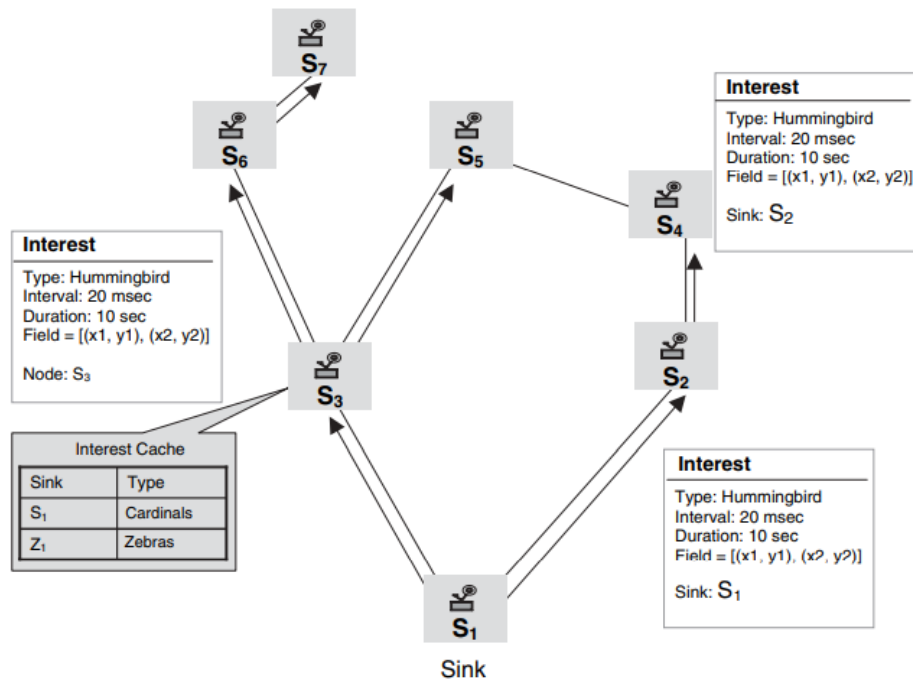 S7
S6
S5
S4
Interest
Type: Hummingbird
Interval: 20 msec
Duration: 10 sec
Field = [(x1, y1), (x2, y2)]
Sink: S2
Interest
Type: Hummingbird
Interval: 20 msec
Duration: 10 sec
Field = [(x1, y1), (x2, y2)]
Node: S3
S3
S2
Interest Cache
Sink Type
S1 Cardinals
Z1 Zebras
Interest
Type: Hummingbird
Interval: 20 msec
Duration: 10 sec
Field = [(x1, y1), (x2, y2)]
Sink: S1
S1
Sink